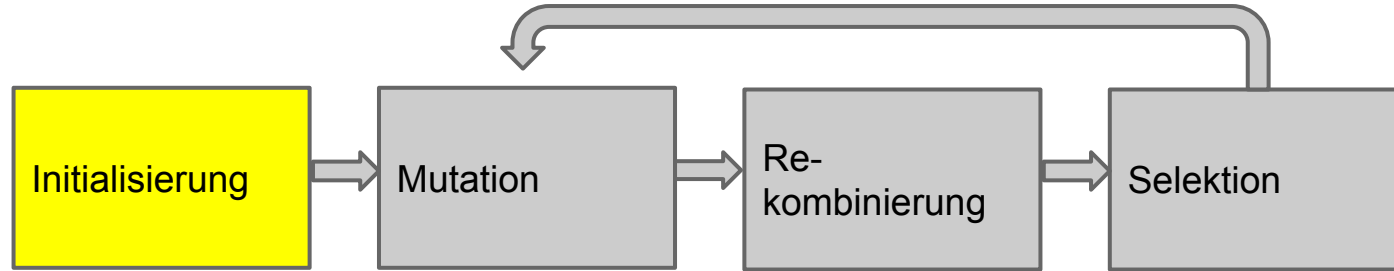 Initialisierung
Mutation
Re-
kombinierung
Selektion